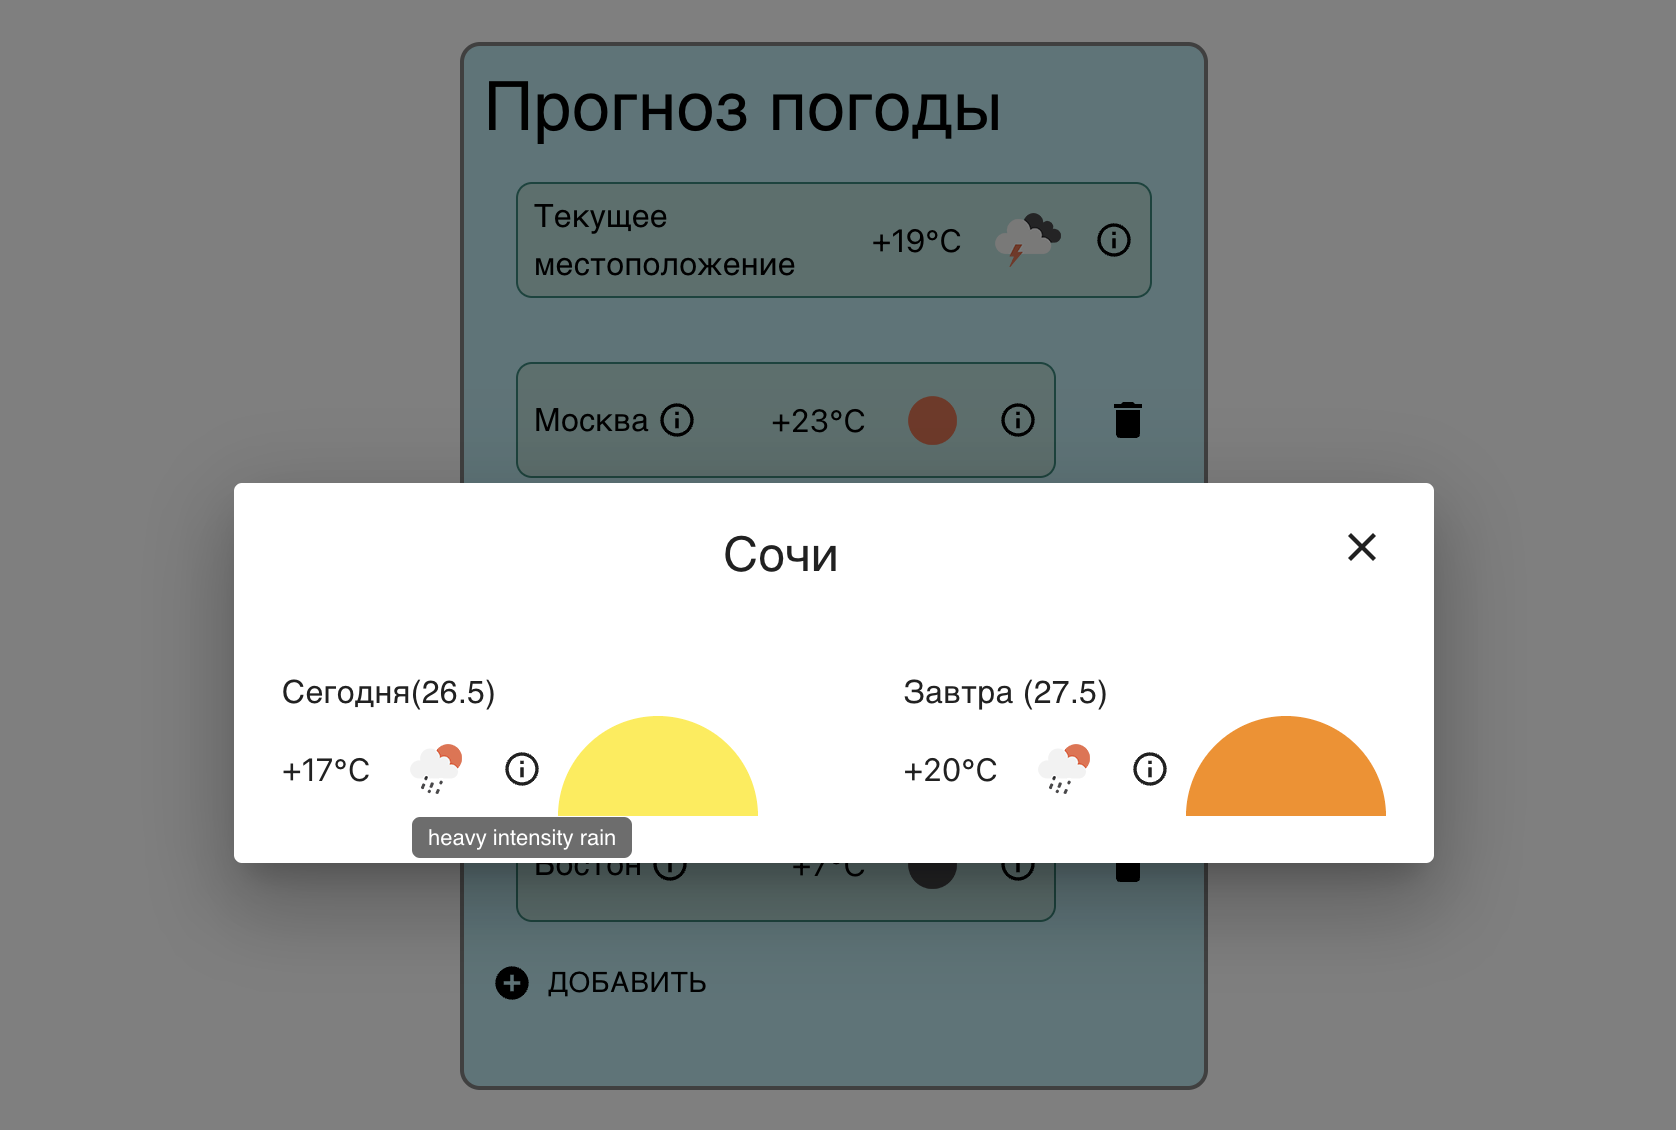 Прогноз погоды
Текущее
местоположение
+19°C
Москва
+23°C
Сочи
Сегодня(26.5)
+17°C
heavy intensity rain
Завтра (27.5)
+20°C
Бостон
+7°C
ДОБАВИТЬ